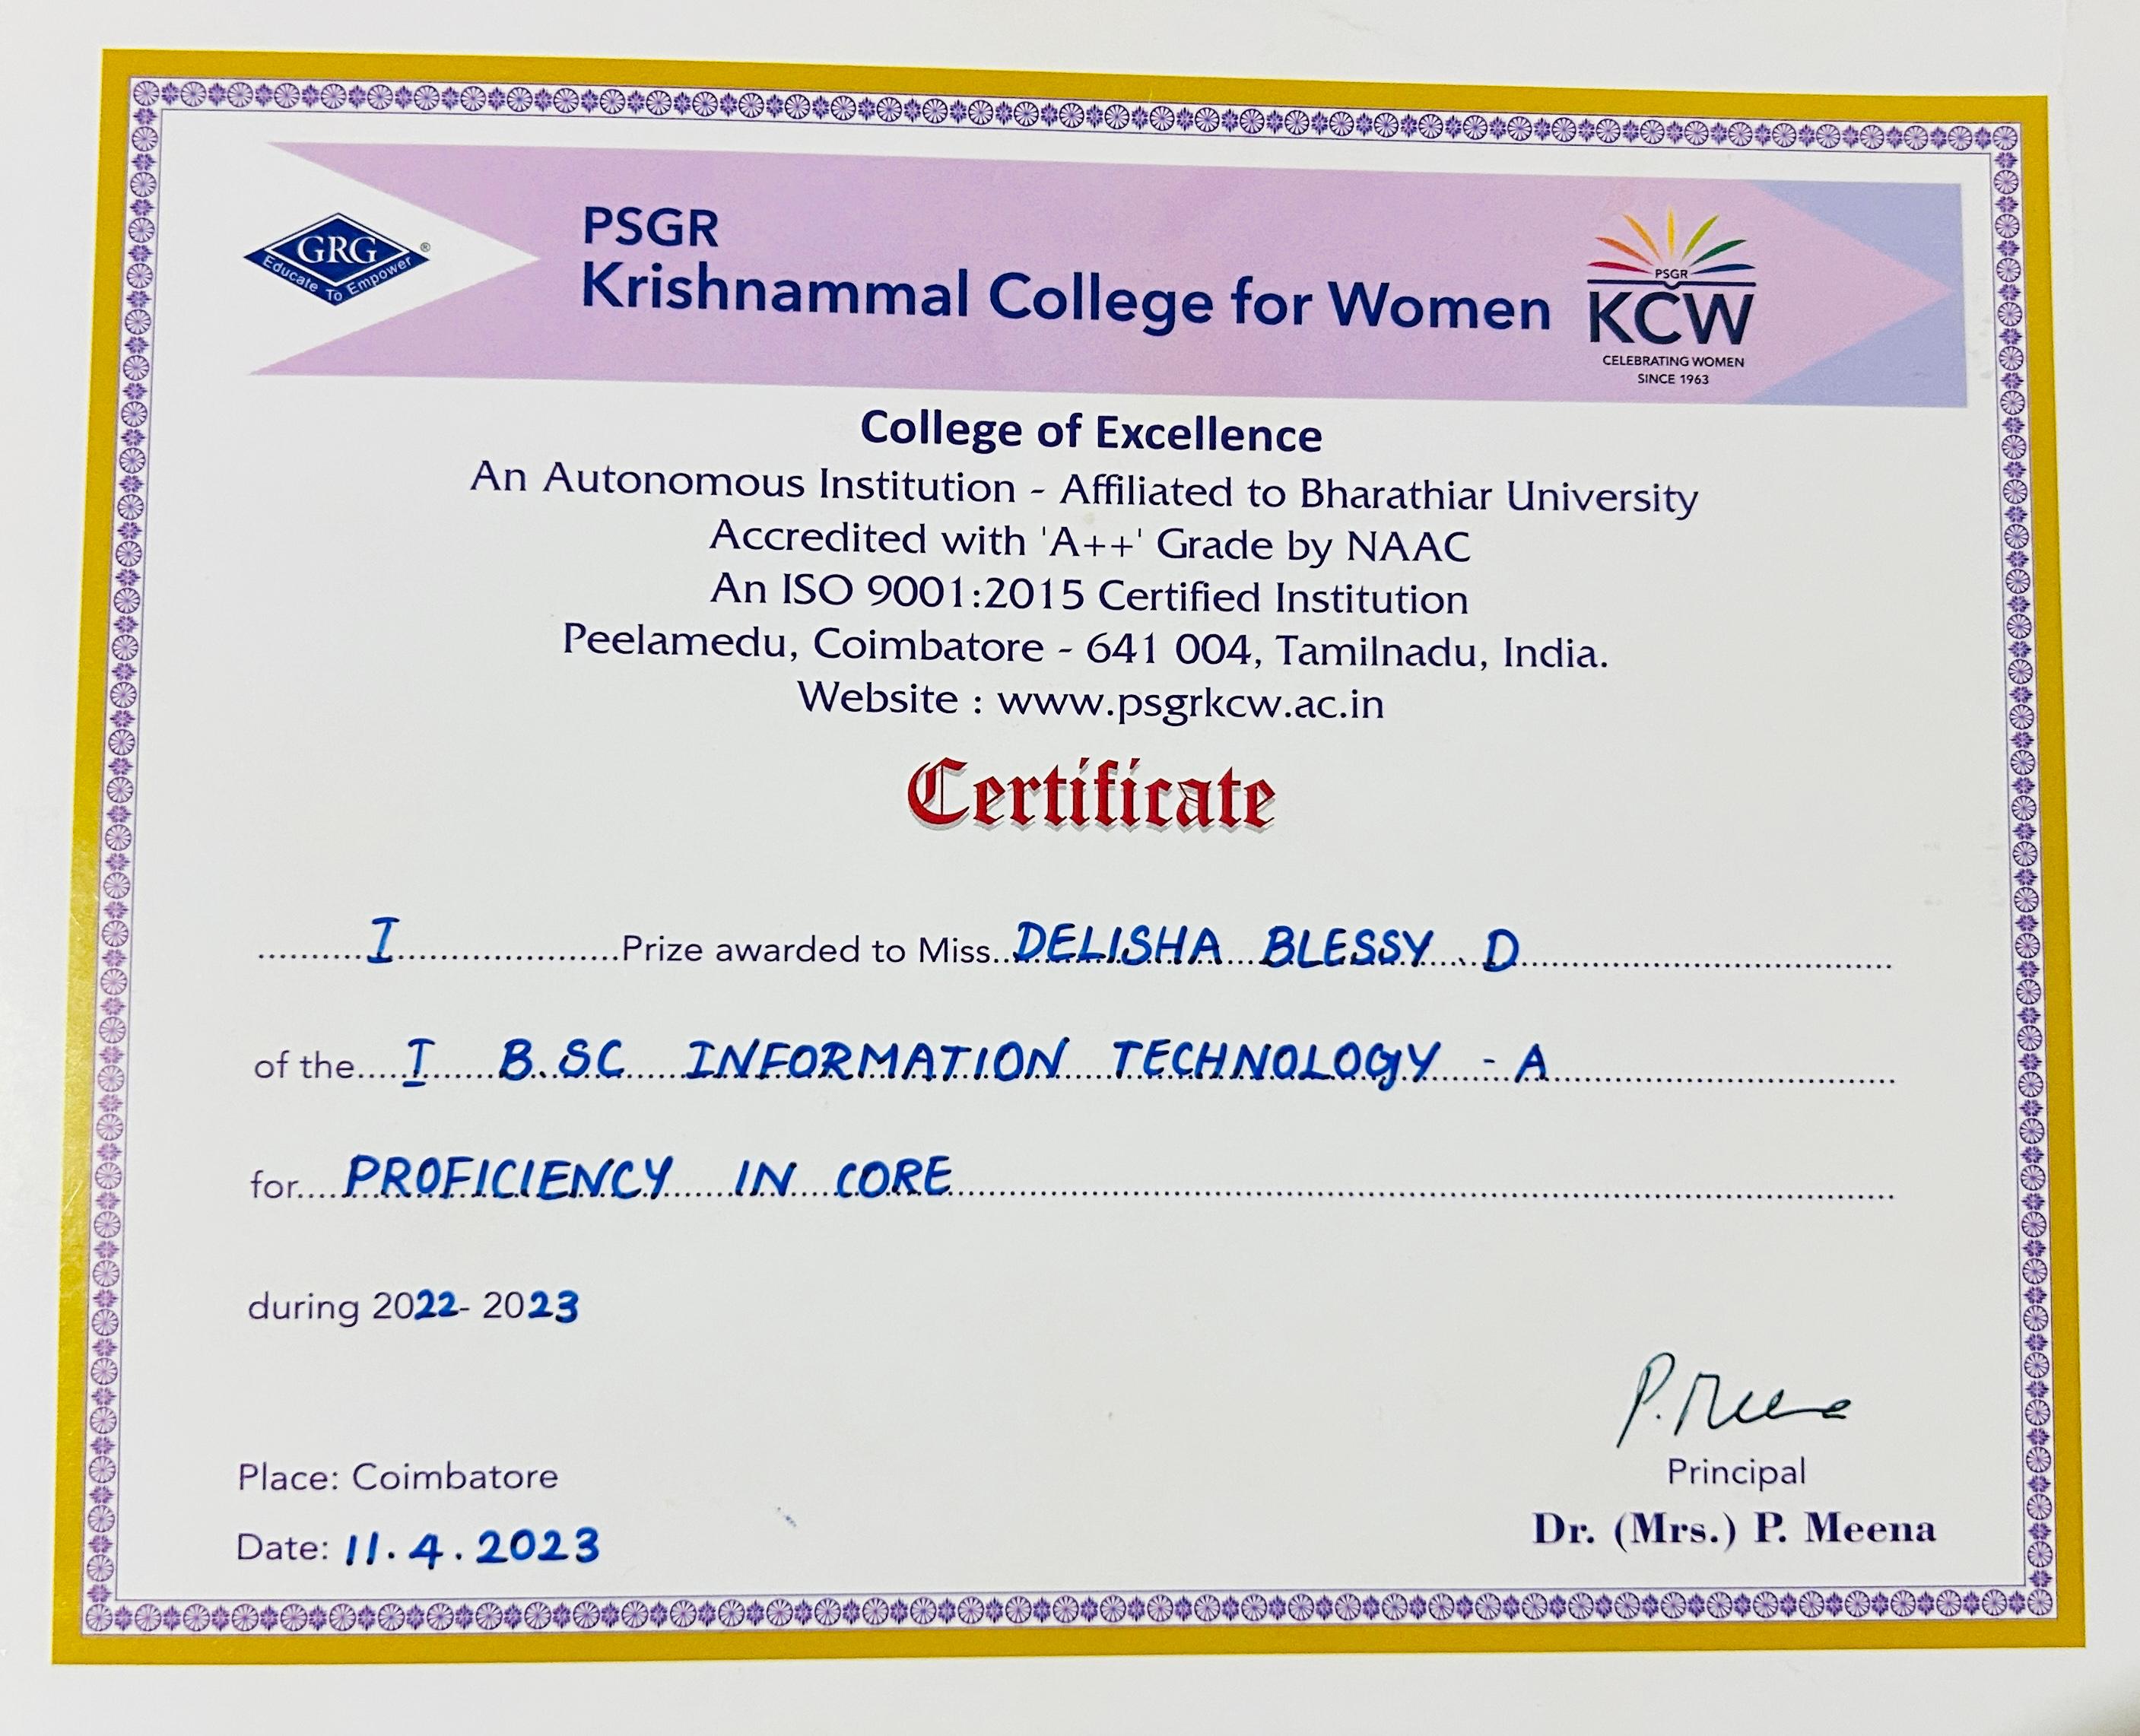 GRG ®
Educate To Empower
PSGR
Krishnammal College for Women
PSGR
KCW
CELEBRATING WOMEN
SINCE 1963
College of Excellence
An Autonomous Institution - Affiliated to Bharathiar University
Accredited with 'A++' Grade by NAAC
An ISO 9001:2015 Certified Institution
Peelamedu, Coimbatore - 641 004, Tamilnadu, India.
Website : www.psgrkcw.ac.in
Certificate
..........I....................Prize awarded to Miss..DELISHA BLESSY D....................
of the.....I B.SC INFORMATION TECHNOLOGY - A....................
for....PROFICIENCY IN CORE....................
during 2022- 2023
P. Meena
Principal
Dr. (Mrs.) P. Meena
Place: Coimbatore
Date: 11.4.2023